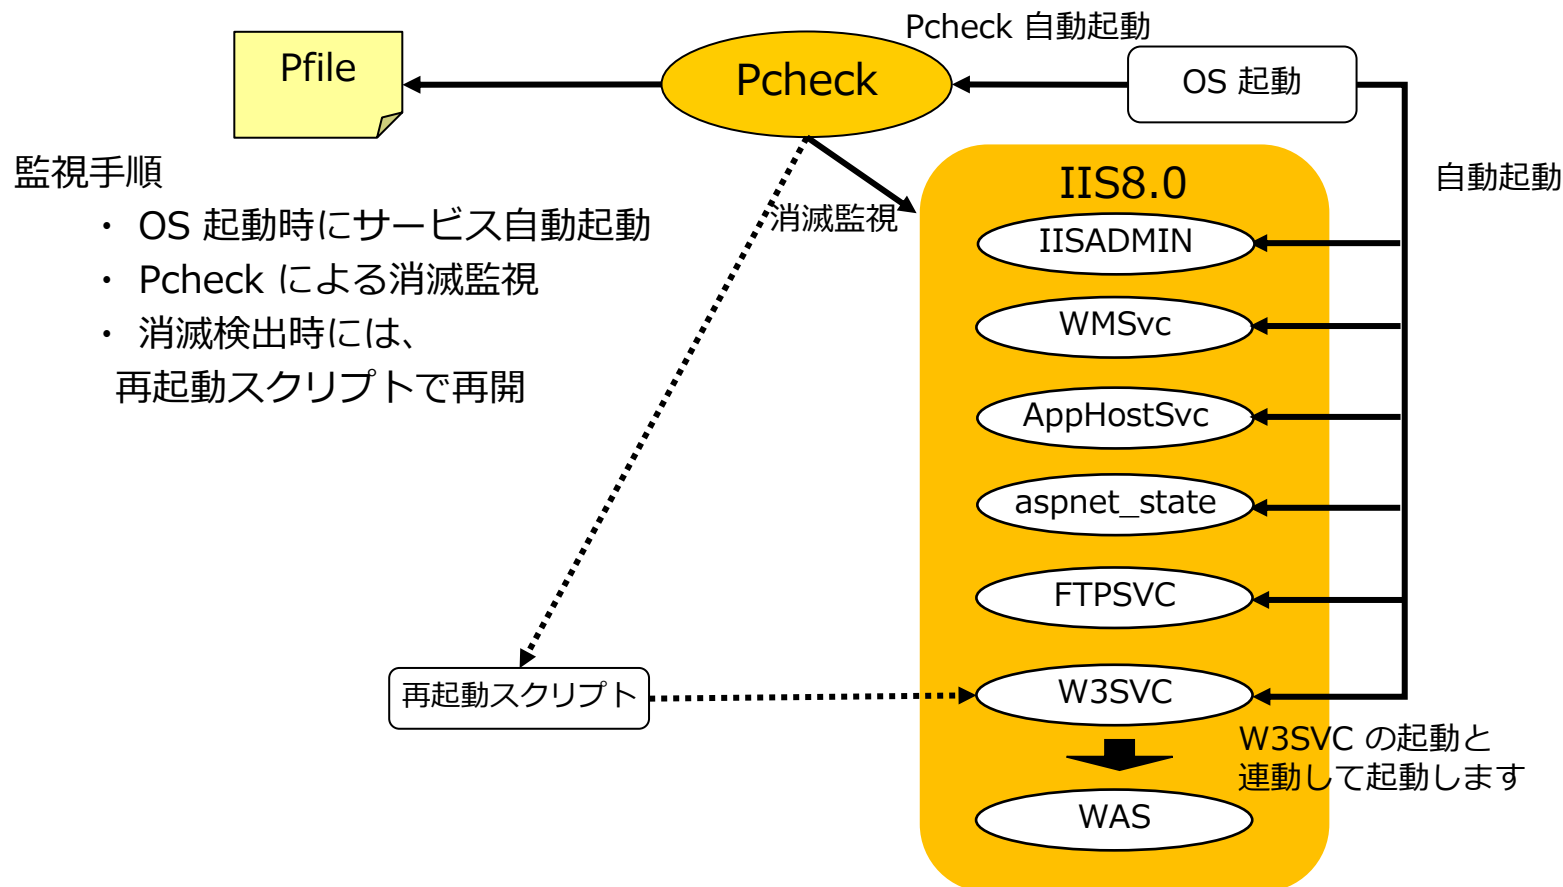 Pcheck 自動起動
Pfile
Pcheck
OS 起動
監視手順
・ OS 起動時にサービス自動起動
・ Pcheck による消滅監視
・ 消滅検出時には、
再起動スクリプトで再開
消滅監視
自動起動
IIS8.0
IISADMIN
WMSvc
AppHostSvc
aspnet_state
FTPSVC
再起動スクリプト
W3SVC
W3SVC の起動と
連動して起動します
WAS